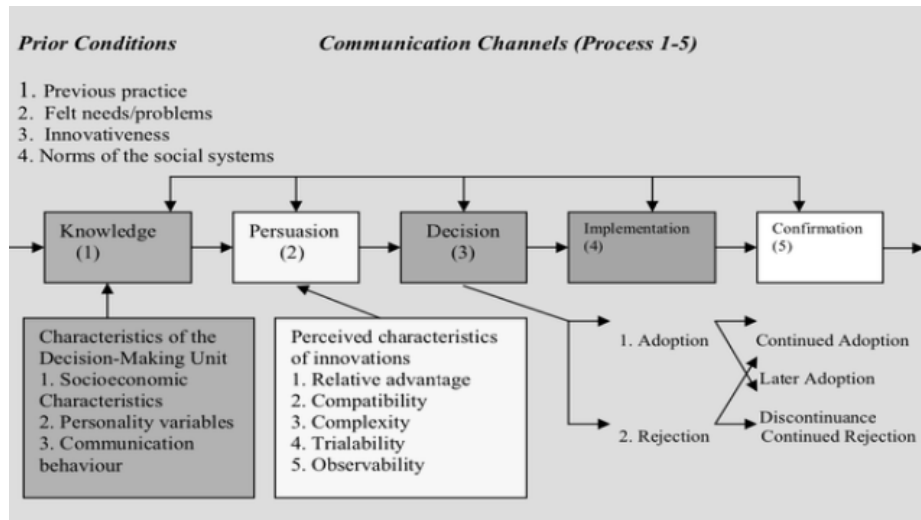 Prior Conditions
Communication Channels (Process 1-5)
1. Previous practice
2. Felt needs/problems
3. Innovativeness
4. Norms of the social systems
Knowledge
(1)
Persuasion
(2)
Decision
(3)
Implementation
(4)
Confirmation
(5)
Characteristics of the
Decision-Making Unit
1. Socioeconomic
Characteristics
2. Personality variables
3. Communication
behaviour
Perceived characteristics
of innovations
1. Relative advantage
2. Compatibility
3. Complexity
4. Trialability
5. Observability
1. Adoption
2. Rejection
Continued Adoption
Later Adoption
Discontinuance
Continued Rejection